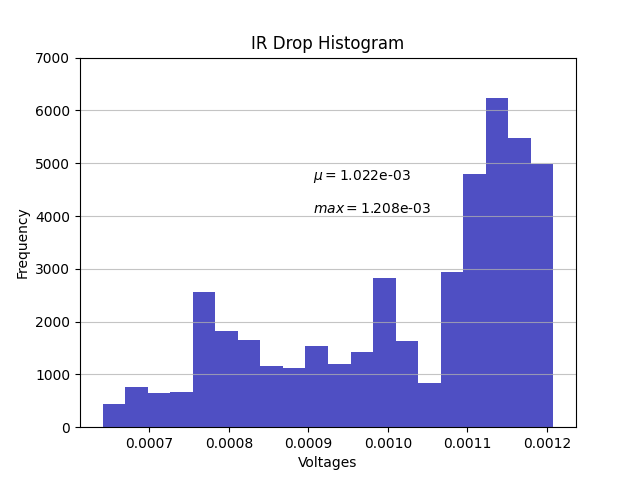 IR Drop Histogram
7000
6000
5000
4000
3000
2000
1000
0
Frequency
μ = 1.022e-03
max = 1.208e-03
0.0007 0.0008 0.0009 0.0010 0.0011 0.0012
Voltages